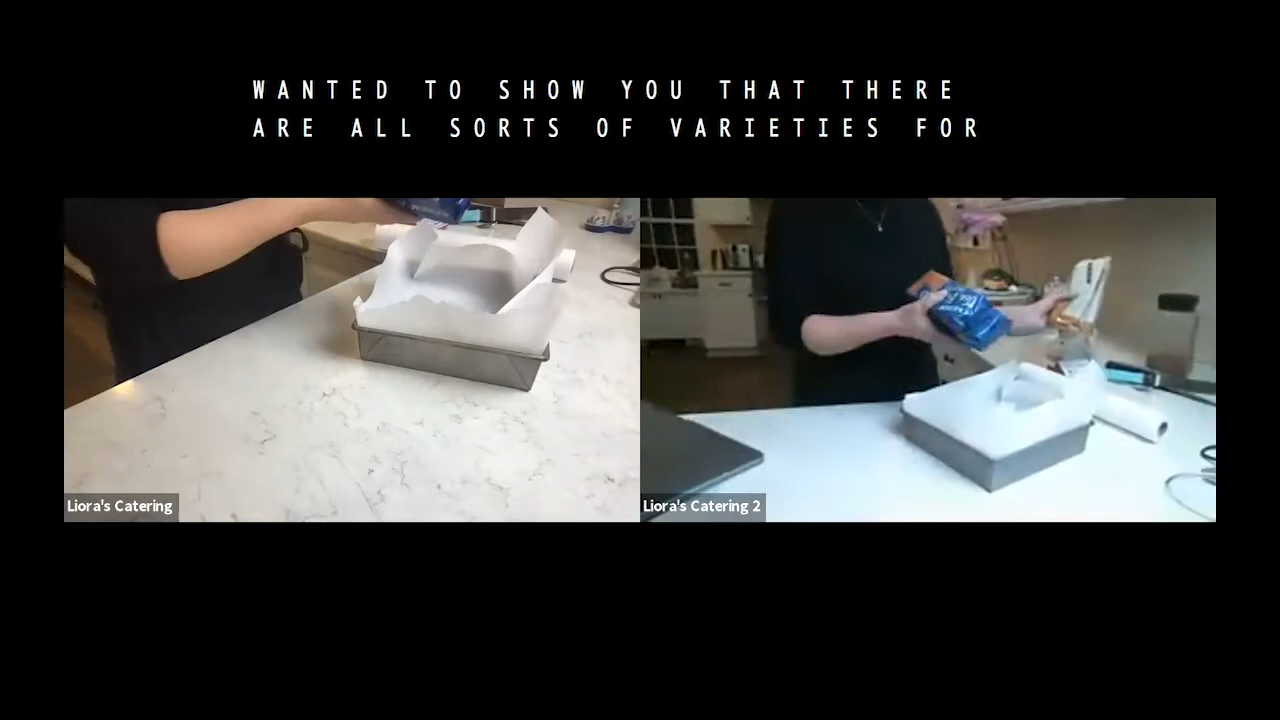 WANTED TO SHOW YOU THAT THERE
ARE ALL SORTS OF VARIETIES FOR
Liora's Catering
Liora's Catering 2